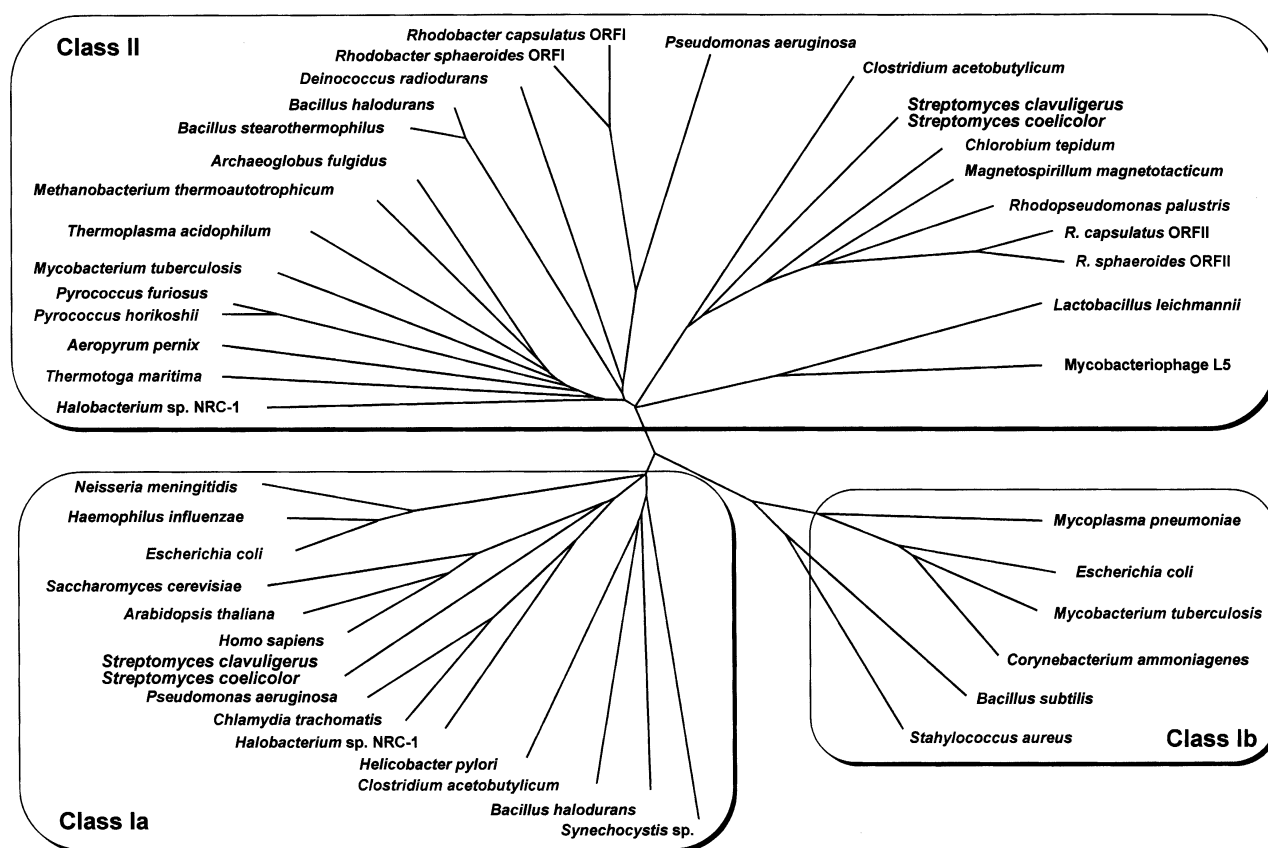 Class II
Rhodobacter capsulatus ORFI
Rhodobacter sphaeroides ORFI
Deinococcus radiodurans
Bacillus halodurans
Bacillus stearothermophilus
Archaeoglobus fulgidus
Methanobacterium thermoautotrophicum
Thermoplasma acidophilum
Mycobacterium tuberculosis
Pyrococcus furiosus
Pyrococcus horikoshii
Aeropyrum pernix
Thermotoga maritima
Halobacterium sp. NRC-1
Pseudomonas aeruginosa
Clostridium acetobutylicum
Streptomyces clavuligerus
Streptomyces coelicolor
Chlorobium tepidum
Magnetospirillum magnetotacticum
Rhodopseudomonas palustris
R. capsulatus ORFII
R. sphaeroides ORFII
Lactobacillus leichmannii
Mycobacteriophage L5
Neisseria meningitidis
Haemophilus influenzae
Escherichia coli
Saccharomyces cerevisiae
Arabidopsis thaliana
Homo sapiens
Streptomyces clavuligerus
Streptomyces coelicolor
Pseudomonas aeruginosa
Chlamydia trachomatis
Halobacterium sp. NRC-1
Helicobacter pylori
Clostridium acetobutylicum
Bacillus halodurans
Synechocystis sp.
Class Ia
Mycoplasma pneumoniae
Escherichia coli
Mycobacterium tuberculosis
Corynebacterium ammoniagenes
Bacillus subtilis
Stahylococcus aureus
Class Ib